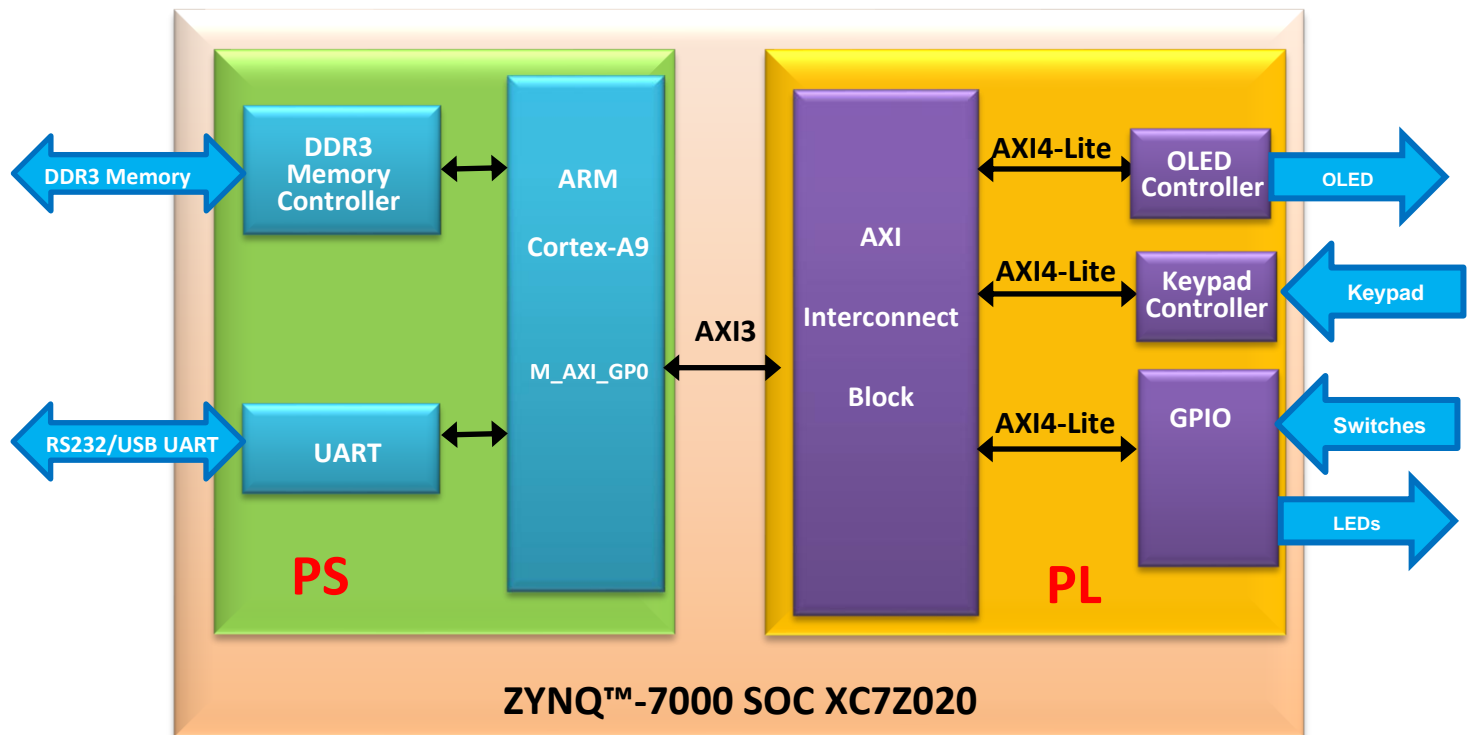 DDR3 Memory
DDR3
Memory
Controller
RS232/USB UART
UART
PS
ARM
Cortex-A9
M_AXI_GP0
AXI3
AXI
Interconnect
Block
AXI4-Lite
OLED
Controller
OLED
AXI4-Lite
Keypad
Controller
Keypad
AXI4-Lite
GPIO
Switches
LEDs
PL
ZYNQ™-7000 SOC XC7Z020